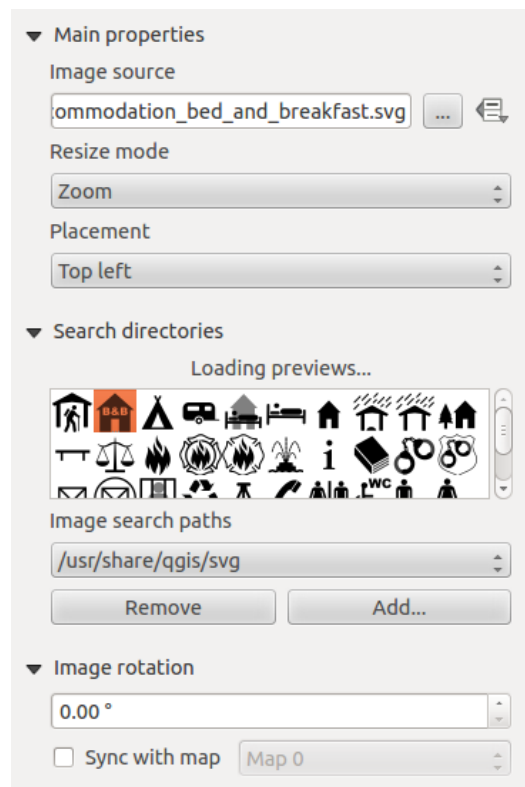 Main properties
Image source
ommodation_bed_and_breakfast.svg ...
Resize mode
Zoom
Placement
Top left
Search directories
Loading previews...
B&B
i
WC
Image search paths
/usr/share/qgis/svg
Remove Add...
Image rotation
0.00 °
Sync with map Map 0